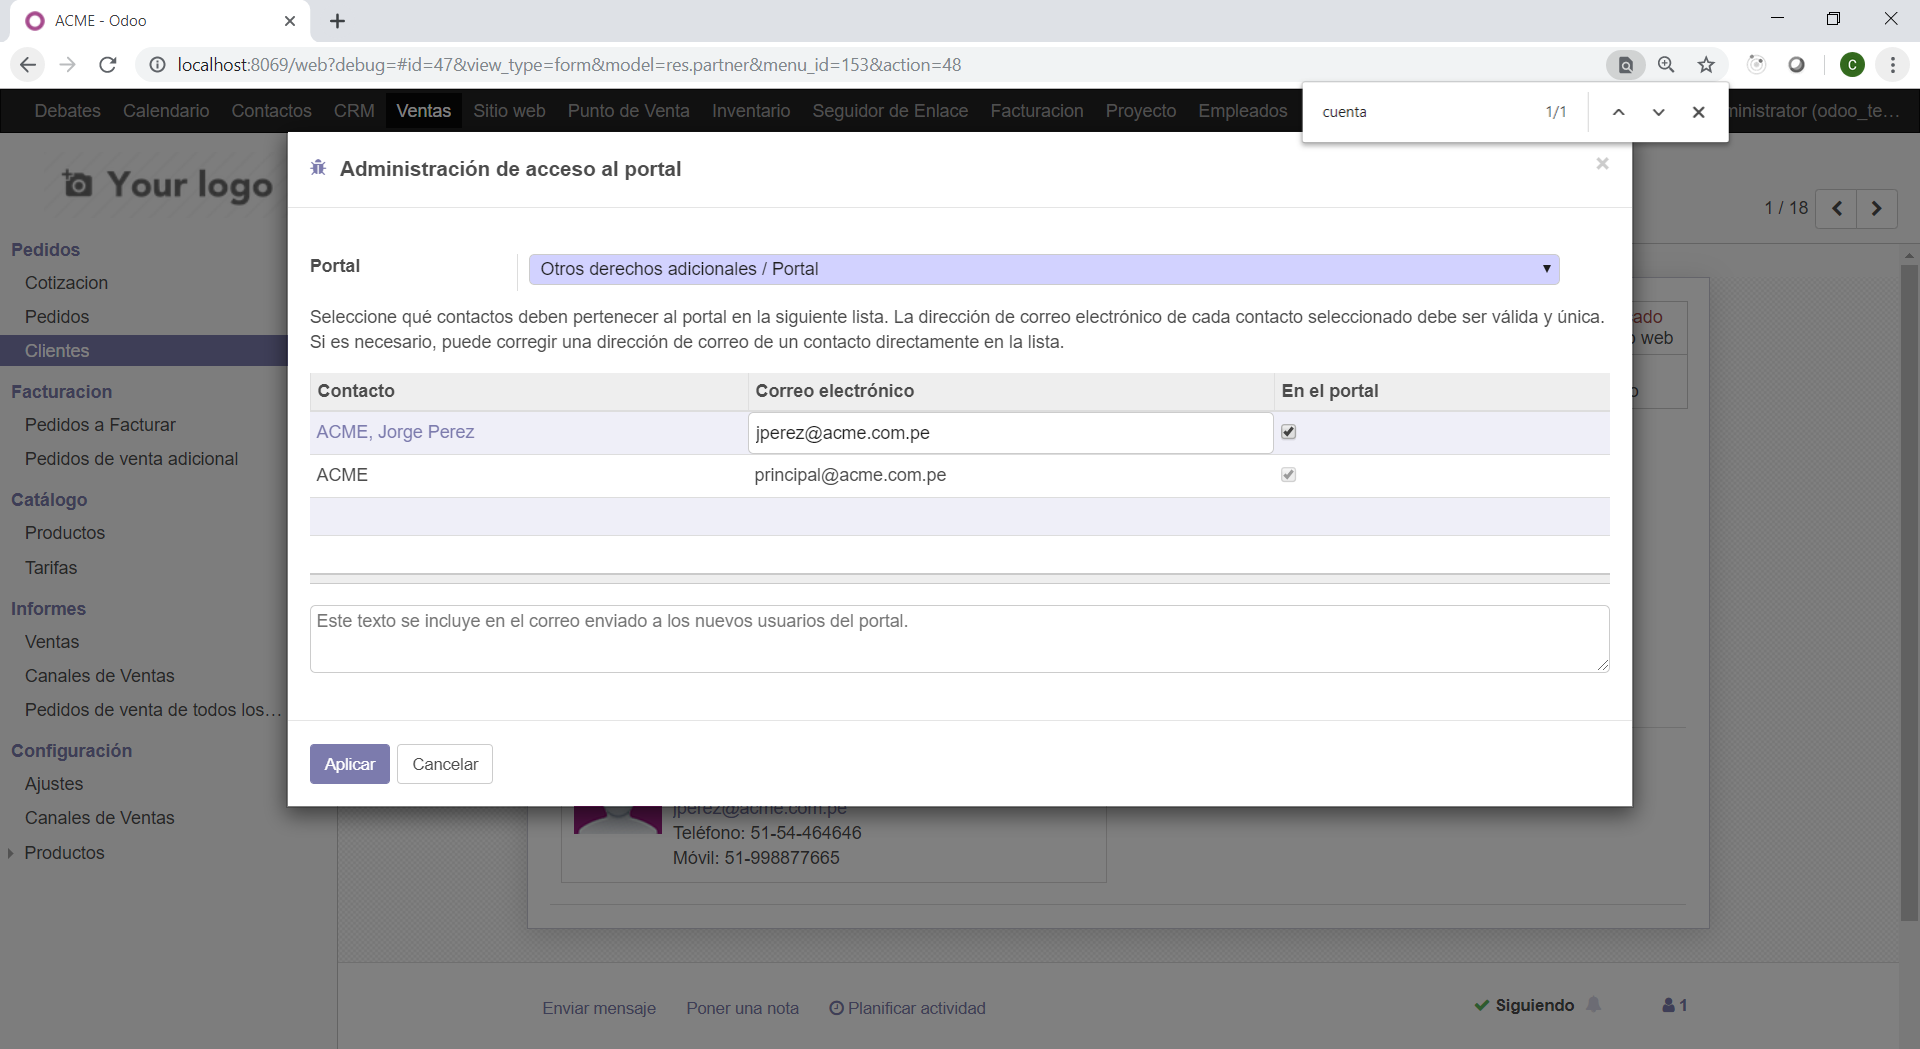 ACME - Odoo
localhost:8069/web?debug=#id=47&view_type=form&model=res.partner&menu_id=153&action=48
C
Debates Calendario Contactos CRM Ventas Sitio web Punto de Venta Inventario Seguidor de Enlace Facturacion Proyecto Empleados
cuenta 1/1
ministrator (odoo_te...
Your logo
Administración de acceso al portal
1 / 18
Pedidos
Cotizacion
Pedidos
Clientes
Facturacion
Pedidos a Facturar
Pedidos de venta adicional
Catálogo
Productos
Tarifas
Informes
Ventas
Canales de Ventas
Pedidos de venta de todos los...
Configuración
Ajustes
Canales de Ventas
Productos
Portal Otros derechos adicionales / Portal
Seleccione qué contactos deben pertenecer al portal en la siguiente lista. La dirección de correo electrónico de cada contacto seleccionado debe ser válida y única.
Si es necesario, puede corregir una dirección de correo de un contacto directamente en la lista.
ado
web
Contacto Correo electrónico En el portal
ACME, Jorge Perez jperez@acme.com.pe
ACME principal@acme.com.pe
Este texto se incluye en el correo enviado a los nuevos usuarios del portal.
Aplicar Cancelar
jperez@acme.com.pe
Teléfono: 51-54-464646
Móvil: 51-998877665
Enviar mensaje Poner una nota Planificar actividad
Siguiendo 1